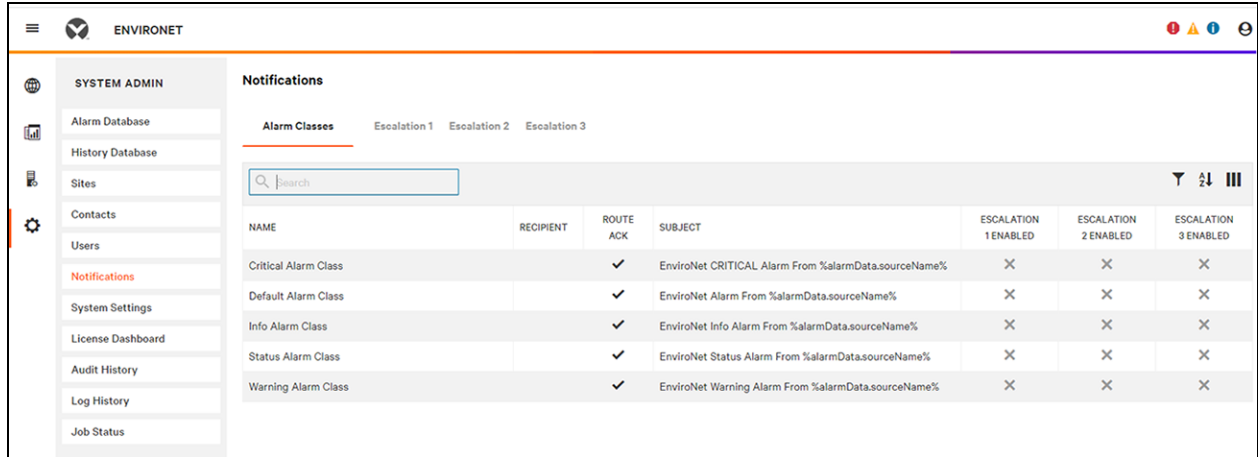 ENVIRONET
SYSTEM ADMIN
Alarm Database
History Database
Sites
Contacts
Users
Notifications
System Settings
License Dashboard
Audit History
Log History
Job Status
Notifications
Alarm Classes Escalation 1 Escalation 2 Escalation 3
Search
NAME RECIPIENT ROUTE ACK SUBJECT ESCALATION 1 ENABLED ESCALATION 2 ENABLED ESCALATION 3 ENABLED
Critical Alarm Class EnviroNet CRITICAL Alarm From %alarmData.sourceName%
Default Alarm Class EnviroNet Alarm From %alarmData.sourceName%
Info Alarm Class EnviroNet Info Alarm From %alarmData.sourceName%
Status Alarm Class EnviroNet Status Alarm From %alarmData.sourceName%
Warning Alarm Class EnviroNet Warning Alarm From %alarmData.sourceName%